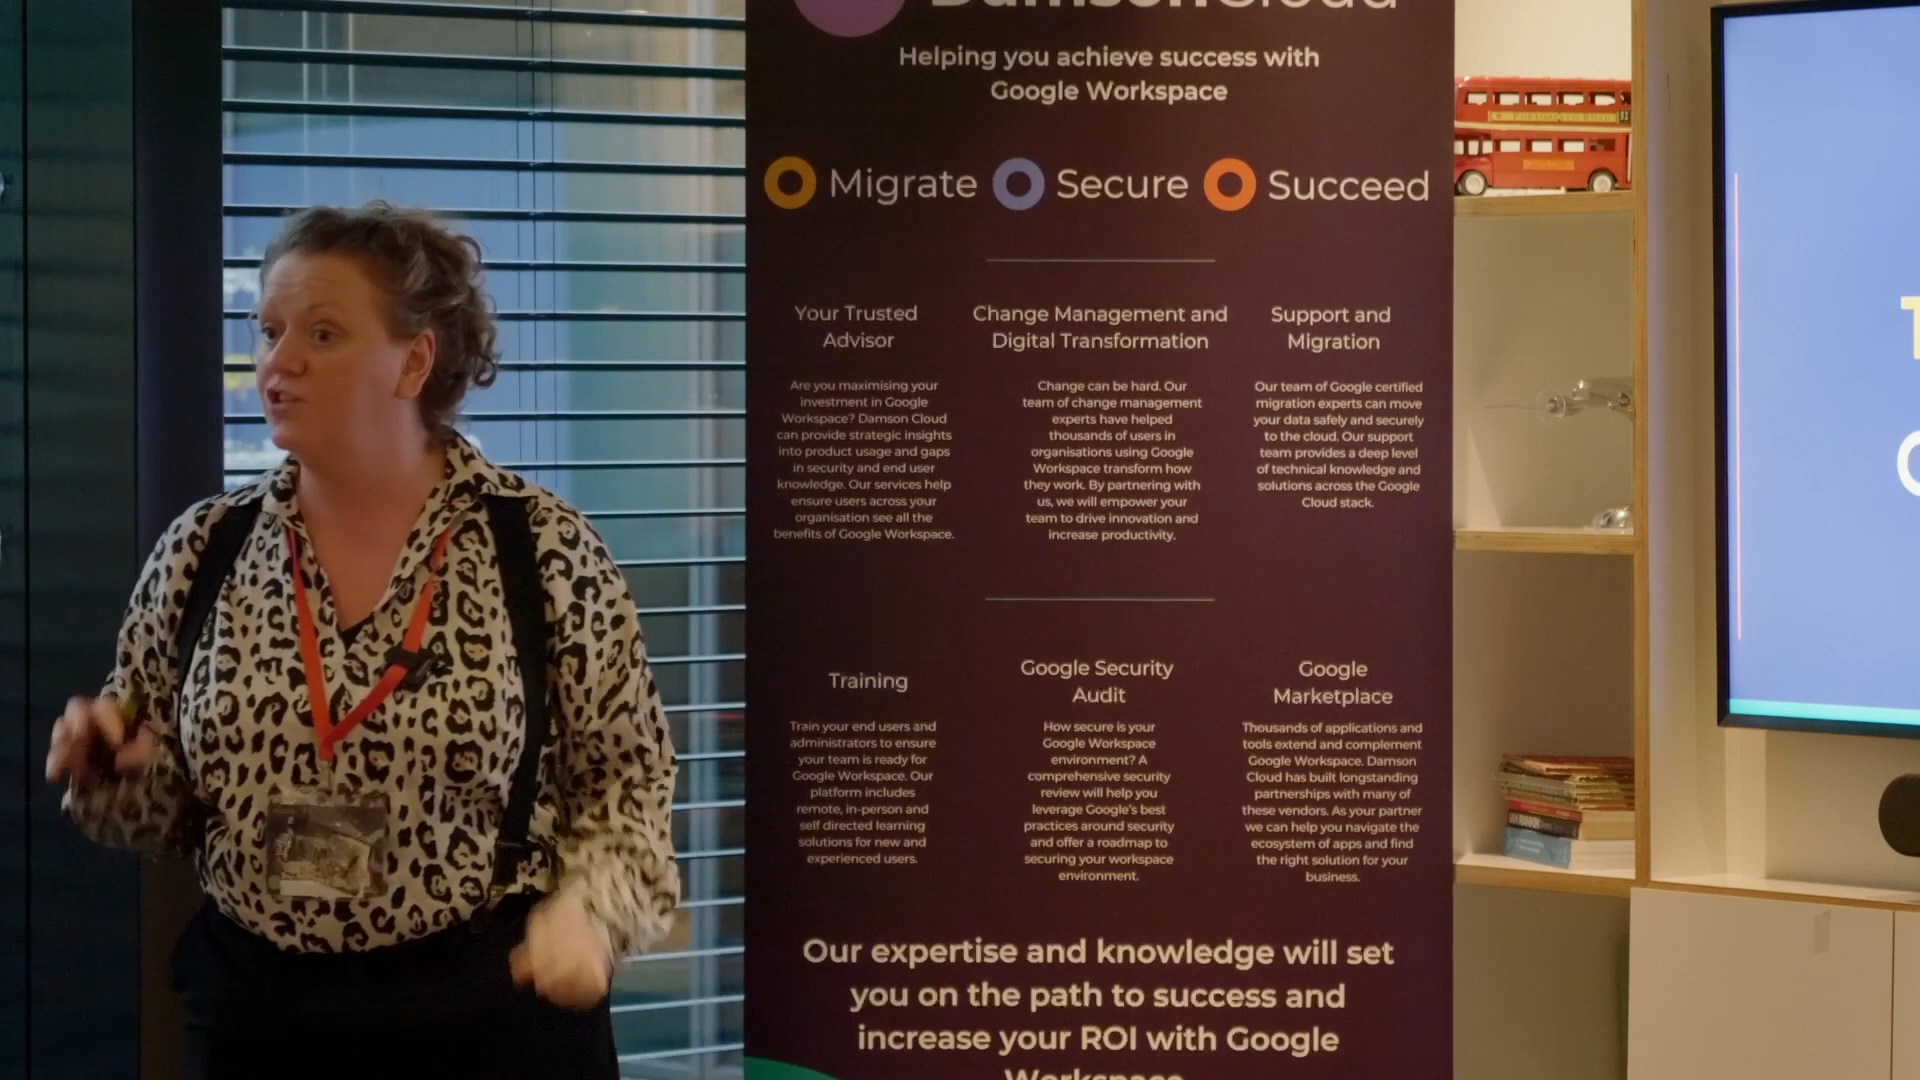 DamsonCloud
Helping you achieve success with
Google Workspace
Migrate
Secure
Succeed
Your Trusted
Advisor
Are you maximising your
investment in Google
Workspace? Damson Cloud
can provide strategic insights
into product usage and gaps
in security and end user
knowledge. Our services help
ensure users across your
organisation see all the
benefits of Google Workspace.
Change Management and
Digital Transformation
Change can be hard. Our
team of change management
experts have helped
thousands of users in
organisations using Google
Workspace transform how
they work. By partnering with
us, we will empower your
team to drive innovation and
increase productivity.
Support and
Migration
Our team of Google certified
migration experts can move
your data safely and securely
to the cloud. Our support
team provides a deep level
of technical knowledge and
solutions across the Google
Cloud stack.
Training
Train your end users and
administrators to ensure
your team is ready for
Google Workspace. Our
platform includes
remote, in-person and
self directed learning
solutions for new and
experienced users.
Google Security
Audit
How secure is your
Google Workspace
environment? A
comprehensive security
review will help you
leverage Google's best
practices around security
and offer a roadmap to
securing your workspace
environment.
Google
Marketplace
Thousands of applications and
tools extend and complement
Google Workspace. Damson
Cloud has built longstanding
partnerships with many of
these vendors. As your partner
we can help you navigate the
ecosystem of apps and find
the right solution for your
business.
Our expertise and knowledge will set
you on the path to success and
increase your ROI with Google
Workspace
PORTOBELLO ROAD